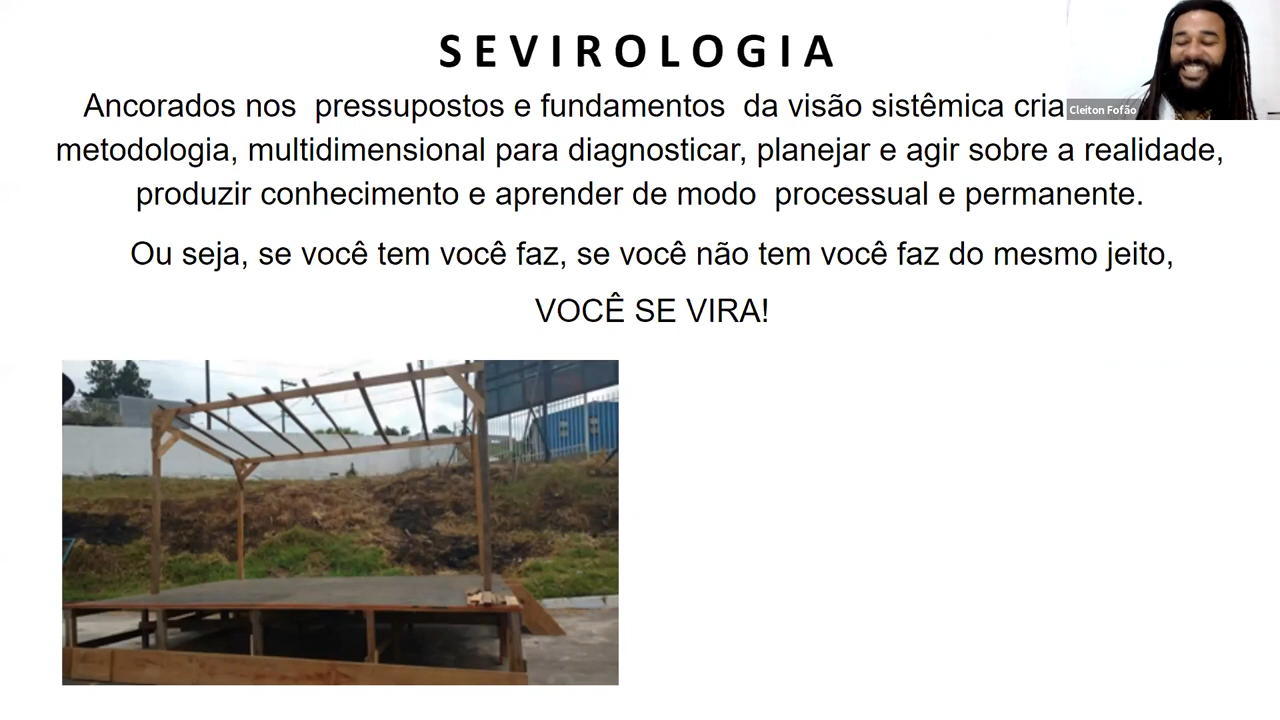 SEVIROLOGIA
Ancorados nos pressupostos e fundamentos da visão sistêmica cria
Cleiton Fofão
metodologia, multidimensional para diagnosticar, planejar e agir sobre a realidade,
produzir conhecimento e aprender de modo processual e permanente.
Ou seja, se você tem você faz, se você não tem você faz do mesmo jeito,
VOCÊ SE VIRA!